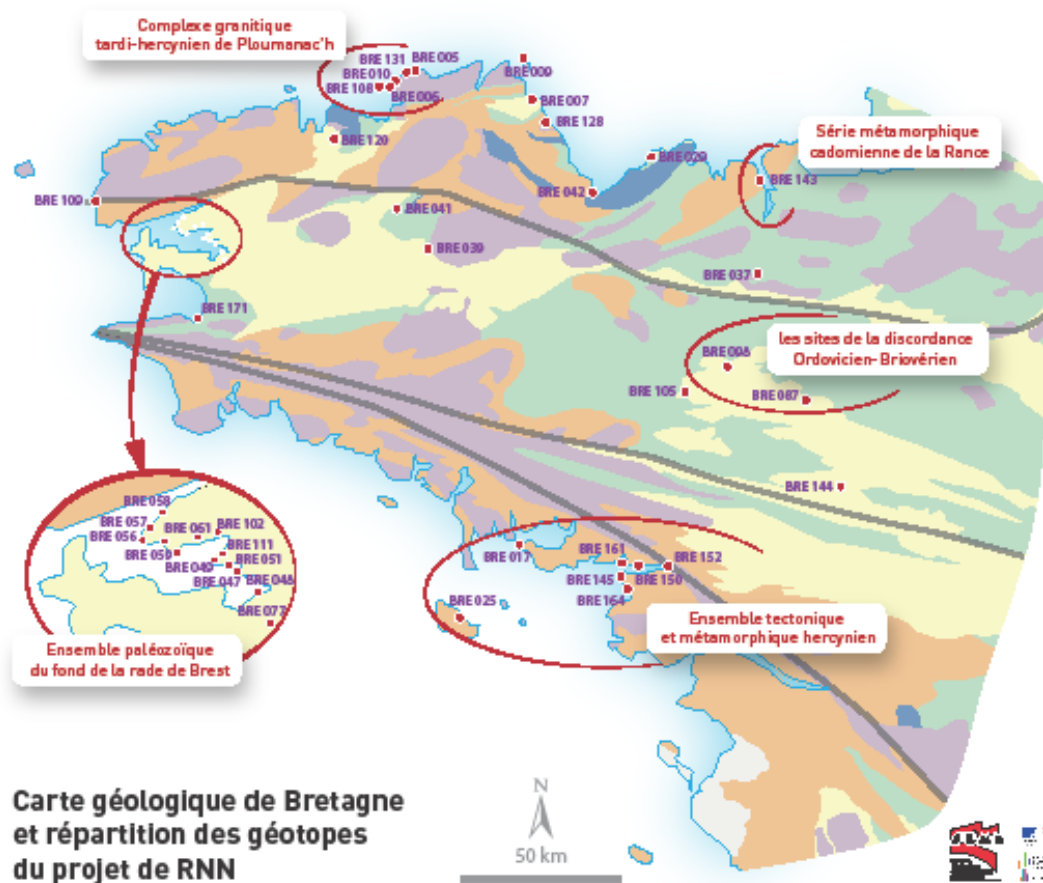 Complexe granitique
tardi-hercynien de Ploumanac'h
BRE 131
BRE 005
BRE 010
BRE 108
BRE 006
BRE 009
BRE 007
BRE 128
BRE 120
BRE 029
Série métamorphique
cadomienne de la Rance
BRE 143
BRE 042
BRE 109
BRE 041
BRE 039
BRE 037
BRE 171
les sites de la discordance
Ordovicien-Briovérien
BRE 098
BRE 105
BRE 087
BRE 144
BRE 058
BRE 057
BRE 061
BRE 102
BRE 056
BRE 111
BRE 059
BRE 051
BRE 049
BRE 047
BRE 048
BRE 077
Ensemble paléozoïque
du fond de la rade de Brest
BRE 017
BRE 161
BRE 152
BRE 145
BRE 150
BRE 164
BRE 025
Ensemble tectonique
et métamorphique hercynien
Carte géologique de Bretagne
et répartition des géotopes
du projet de RNN
N
50 km